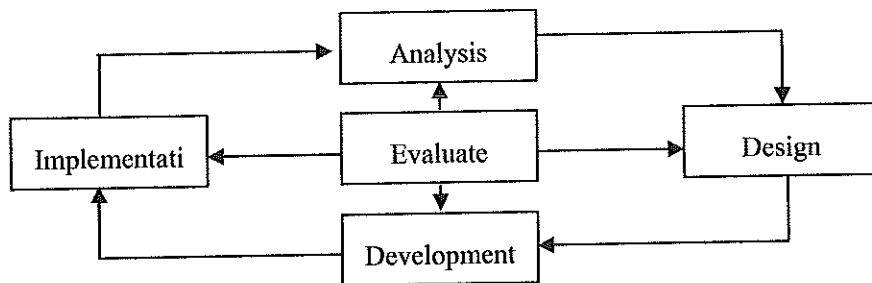 Analysis
Implementati
Evaluate
Design
Development